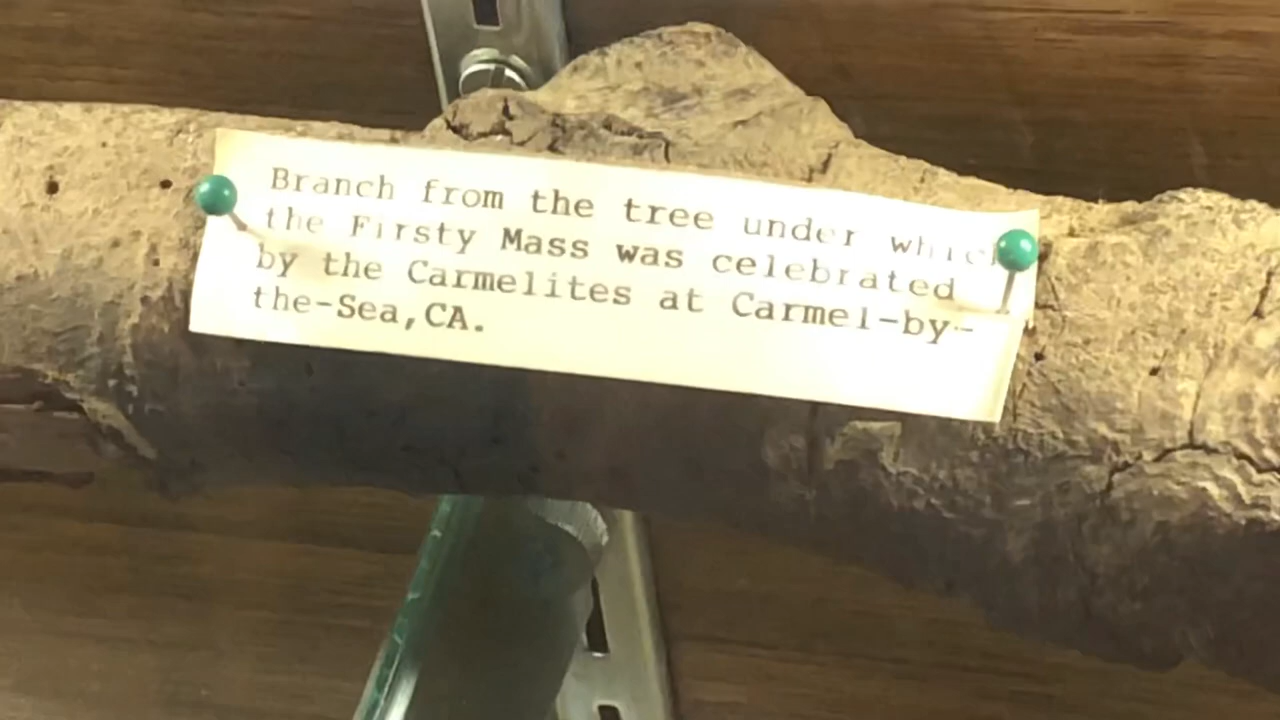 Branch from the tree under which
the Firsty Mass was celebrated
by the Carmelites at Carmel-by-
the-Sea,CA.